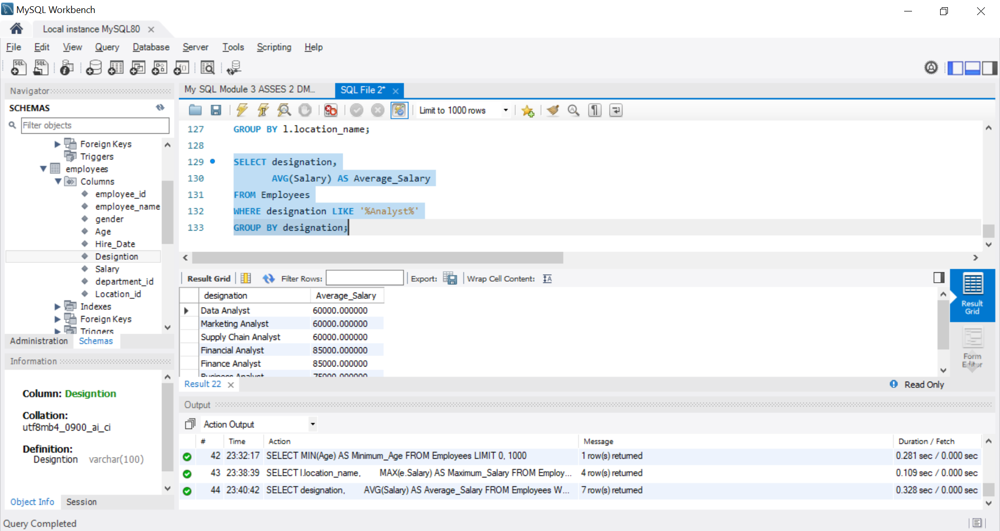 MySQL Workbench
Local instance MySQL80
File Edit View Query Database Server Tools Scripting Help
Navigator
SCHEMAS
Filter objects
Foreign Keys
Triggers
employees
Columns
employee_id
employee_name
gender
Age
Hire_Date
Designtion
Salary
department_id
Location_id
Indexes
Foreign Keys
Triggers
Administration Schemas
Information
Column: Designtion
Collation:
utf8mb4_0900_ai_ci
Definition:
Designtion varchar(100)
Object Info Session
Query Completed
My SQL Module 3 ASSES 2 DM... SQL File 2*
Limit to 1000 rows
127 GROUP BY l.location_name;
128
129 SELECT designation,
130 AVG(Salary) AS Average_Salary
131 FROM Employees
132 WHERE designation LIKE '%Analyst%'
133 GROUP BY designation;
Result Grid Filter Rows: Export: Wrap Cell Content:
designation Average_Salary
Data Analyst 60000.000000
Marketing Analyst 60000.000000
Supply Chain Analyst 60000.000000
Financial Analyst 85000.000000
Finance Analyst 85000.000000
Business Analyst 75000.000000
Result Grid
Form Editor
Result 22 Read Only
Output
Action Output
# Time Action Message Duration / Fetch
42 23:32:17 SELECT MIN(Age) AS Minimum_Age FROM Employees LIMIT 0, 1000 1 row(s) returned 0.281 sec / 0.000 sec
43 23:38:39 SELECT l.location_name, MAX(e.Salary) AS Maximum_Salary FROM Employ... 4 row(s) returned 0.109 sec / 0.000 sec
44 23:40:42 SELECT designation, AVG(Salary) AS Average_Salary FROM Employees W... 7 row(s) returned 0.328 sec / 0.000 sec